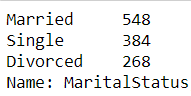 Married 548
Single 384
Divorced 268
Name: MaritalStatus